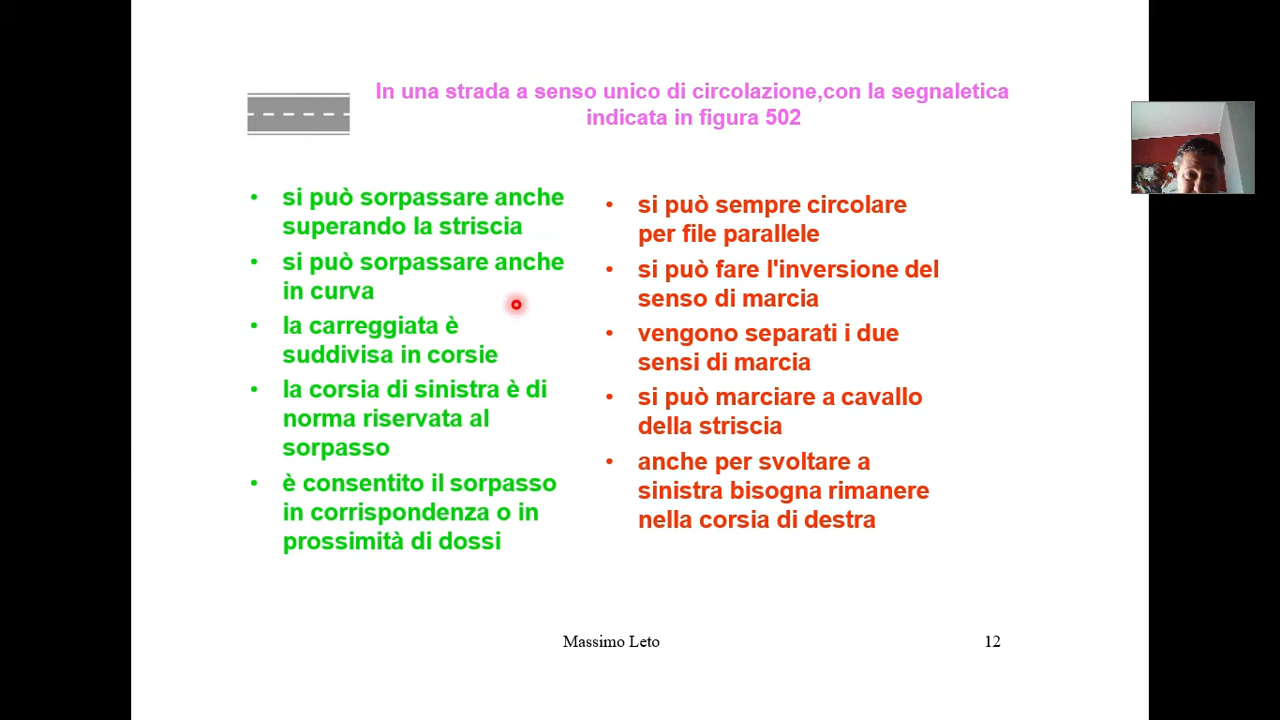 In una strada a senso unico di circolazione,con la segnaletica
indicata in figura 502
• si può sorpassare anche
superando la striscia
• si può sorpassare anche
in curva
• la carreggiata è
suddivisa in corsie
• la corsia di sinistra è di
norma riservata al
sorpasso
• è consentito il sorpasso
in corrispondenza o in
prossimità di dossi
• si può sempre circolare
per file parallele
• si può fare l'inversione del
senso di marcia
• vengono separati i due
sensi di marcia
• si può marciare a cavallo
della striscia
• anche per svoltare a
sinistra bisogna rimanere
nella corsia di destra
Massimo Leto
12